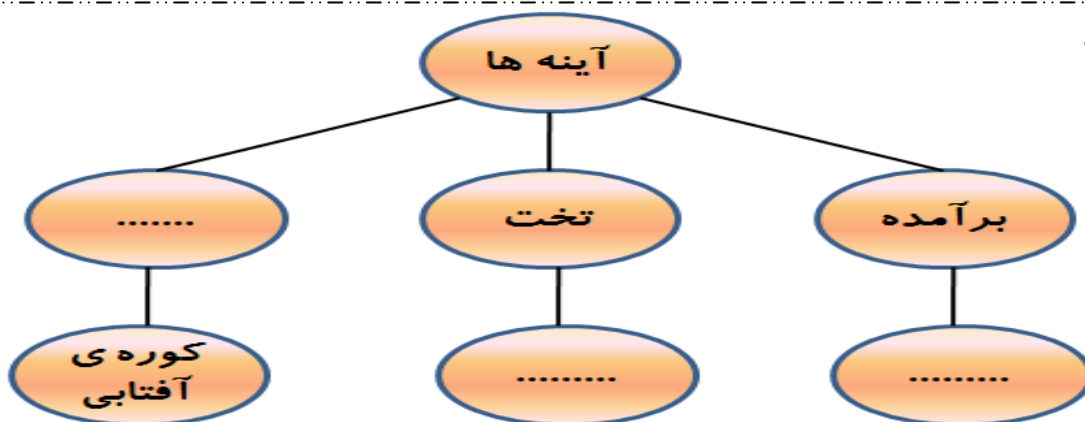 آینه ها
برآمده
تخت
.......
.........
.........
کوره ی
آفتابی